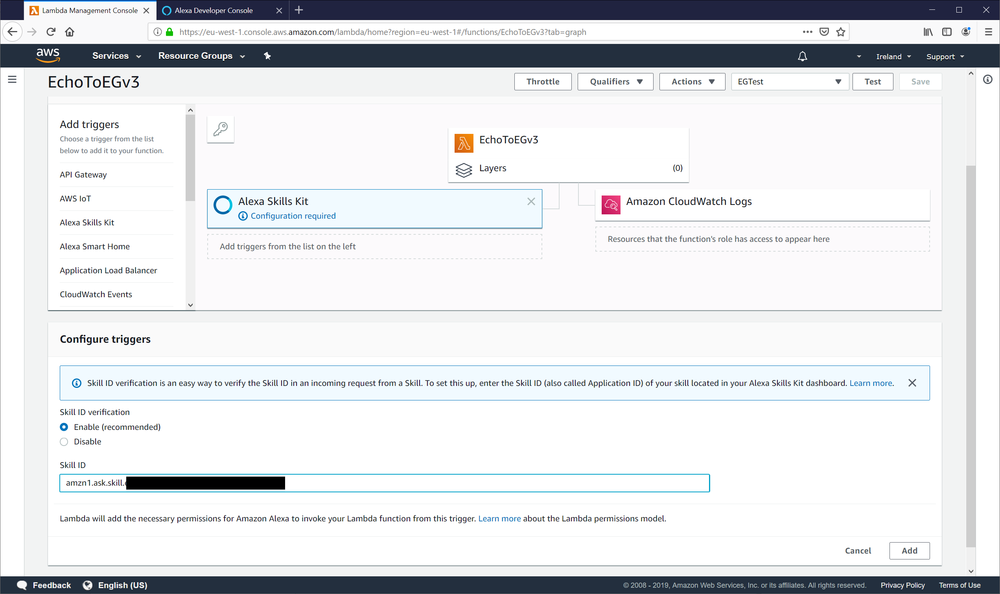 Lambda Management Console
Alexa Developer Console
https://eu-west-1.console.aws.amazon.com/lambda/home?region=eu-west-1#/functions/EchoToEGv3?tab=graph
aws
Services
Resource Groups
Ireland
Support
EchoToEGv3
Throttle
Qualifiers
Actions
EGTest
Test
Save
Add triggers
Choose a trigger from the list
below to add it to your function.
API Gateway
AWS IoT
Alexa Skills Kit
Alexa Smart Home
Application Load Balancer
CloudWatch Events
EchoToEGv3
Layers
(0)
Alexa Skills Kit
Configuration required
Add triggers from the list on the left
Amazon CloudWatch Logs
Resources that the function's role has access to appear here
Configure triggers
Skill ID verification is an easy way to verify the Skill ID in an incoming request from a Skill. To set this up, enter the Skill ID (also called Application ID) of your skill located in your Alexa Skills Kit dashboard. Learn more.
Skill ID verification
Enable (recommended)
Disable
Skill ID
amzn1.ask.skill.
Lambda will add the necessary permissions for Amazon Alexa to invoke your Lambda function from this trigger. Learn more about the Lambda permissions model.
Cancel
Add
Feedback
English (US)
© 2008 - 2019, Amazon Web Services, Inc. or its affiliates. All rights reserved.
Privacy Policy
Terms of Use